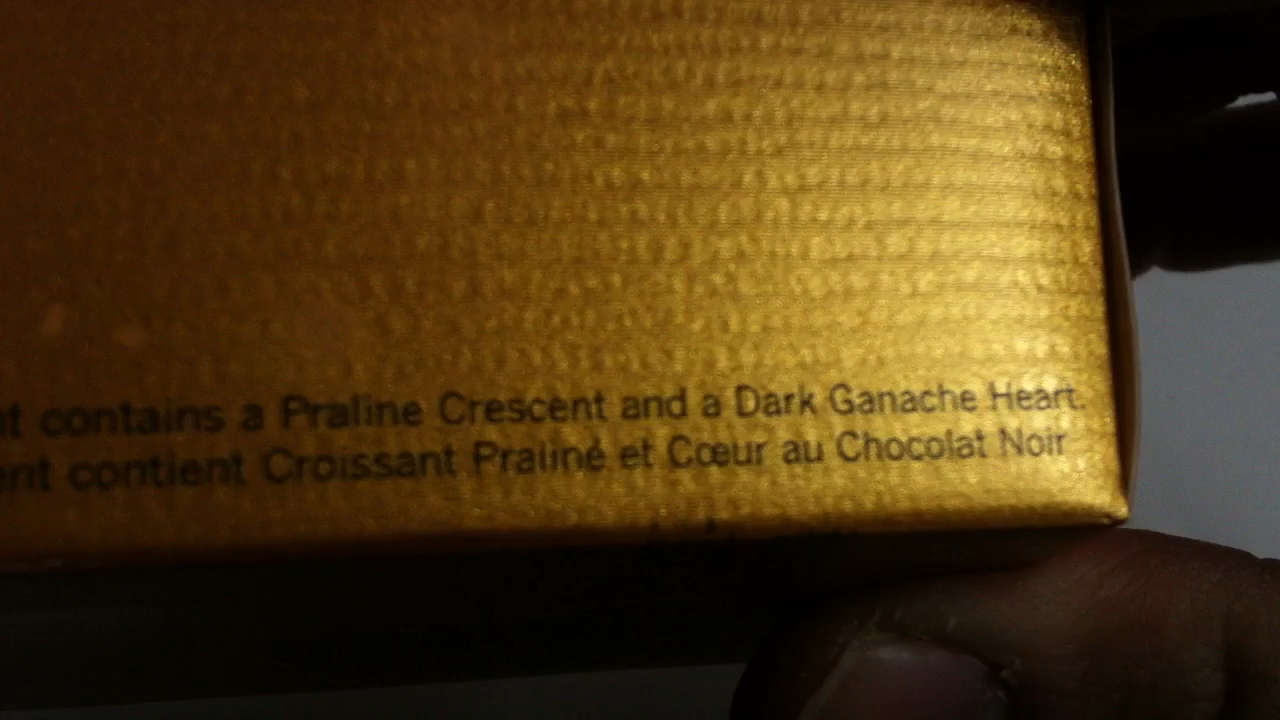 contains a Praline Crescent and a Dark Ganache Heart.
contient Croissant Praliné et Cœur au Chocolat Noir